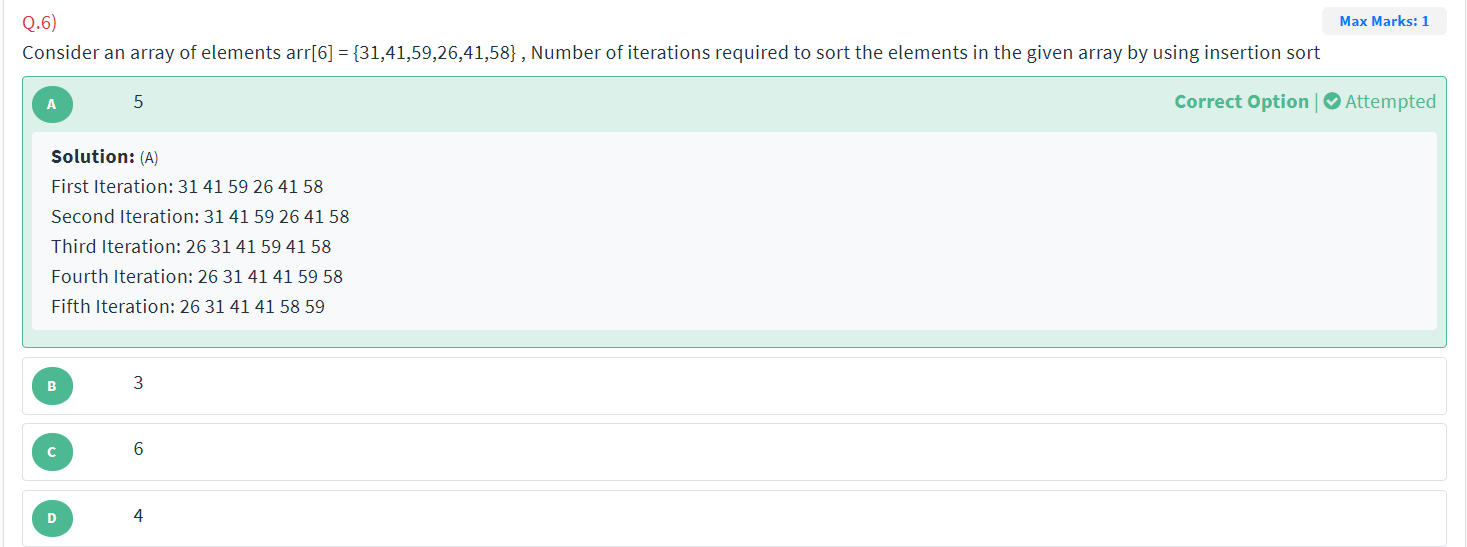 Q.6)
Max Marks: 1
Consider an array of elements arr[6] = {31,41,59,26,41,58} , Number of iterations required to sort the elements in the given array by using insertion sort
A 5 Correct Option | Attempted
Solution: (A)
First Iteration: 31 41 59 26 41 58
Second Iteration: 31 41 59 26 41 58
Third Iteration: 26 31 41 59 41 58
Fourth Iteration: 26 31 41 41 59 58
Fifth Iteration: 26 31 41 41 58 59
B 3
C 6
D 4